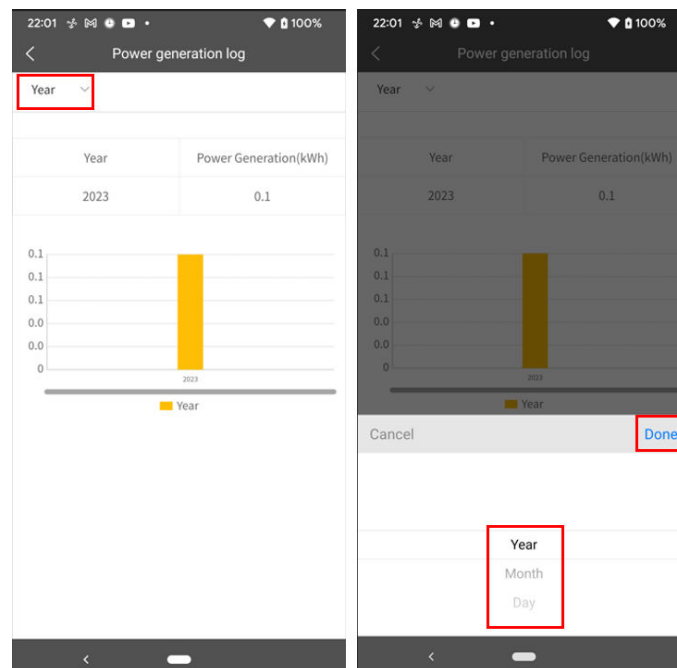 22:01 100%
Power generation log
Year
Year Power Generation(kWh)
2023 0.1
0.1
0.1
0.1
0.0
0.0
0
2023
Year
22:01 100%
Power generation log
Year
Year Power Generation(kWh)
2023 0.1
0.1
0.1
0.1
0.0
0.0
0
2023
Year
Cancel Done
Year
Month
Day